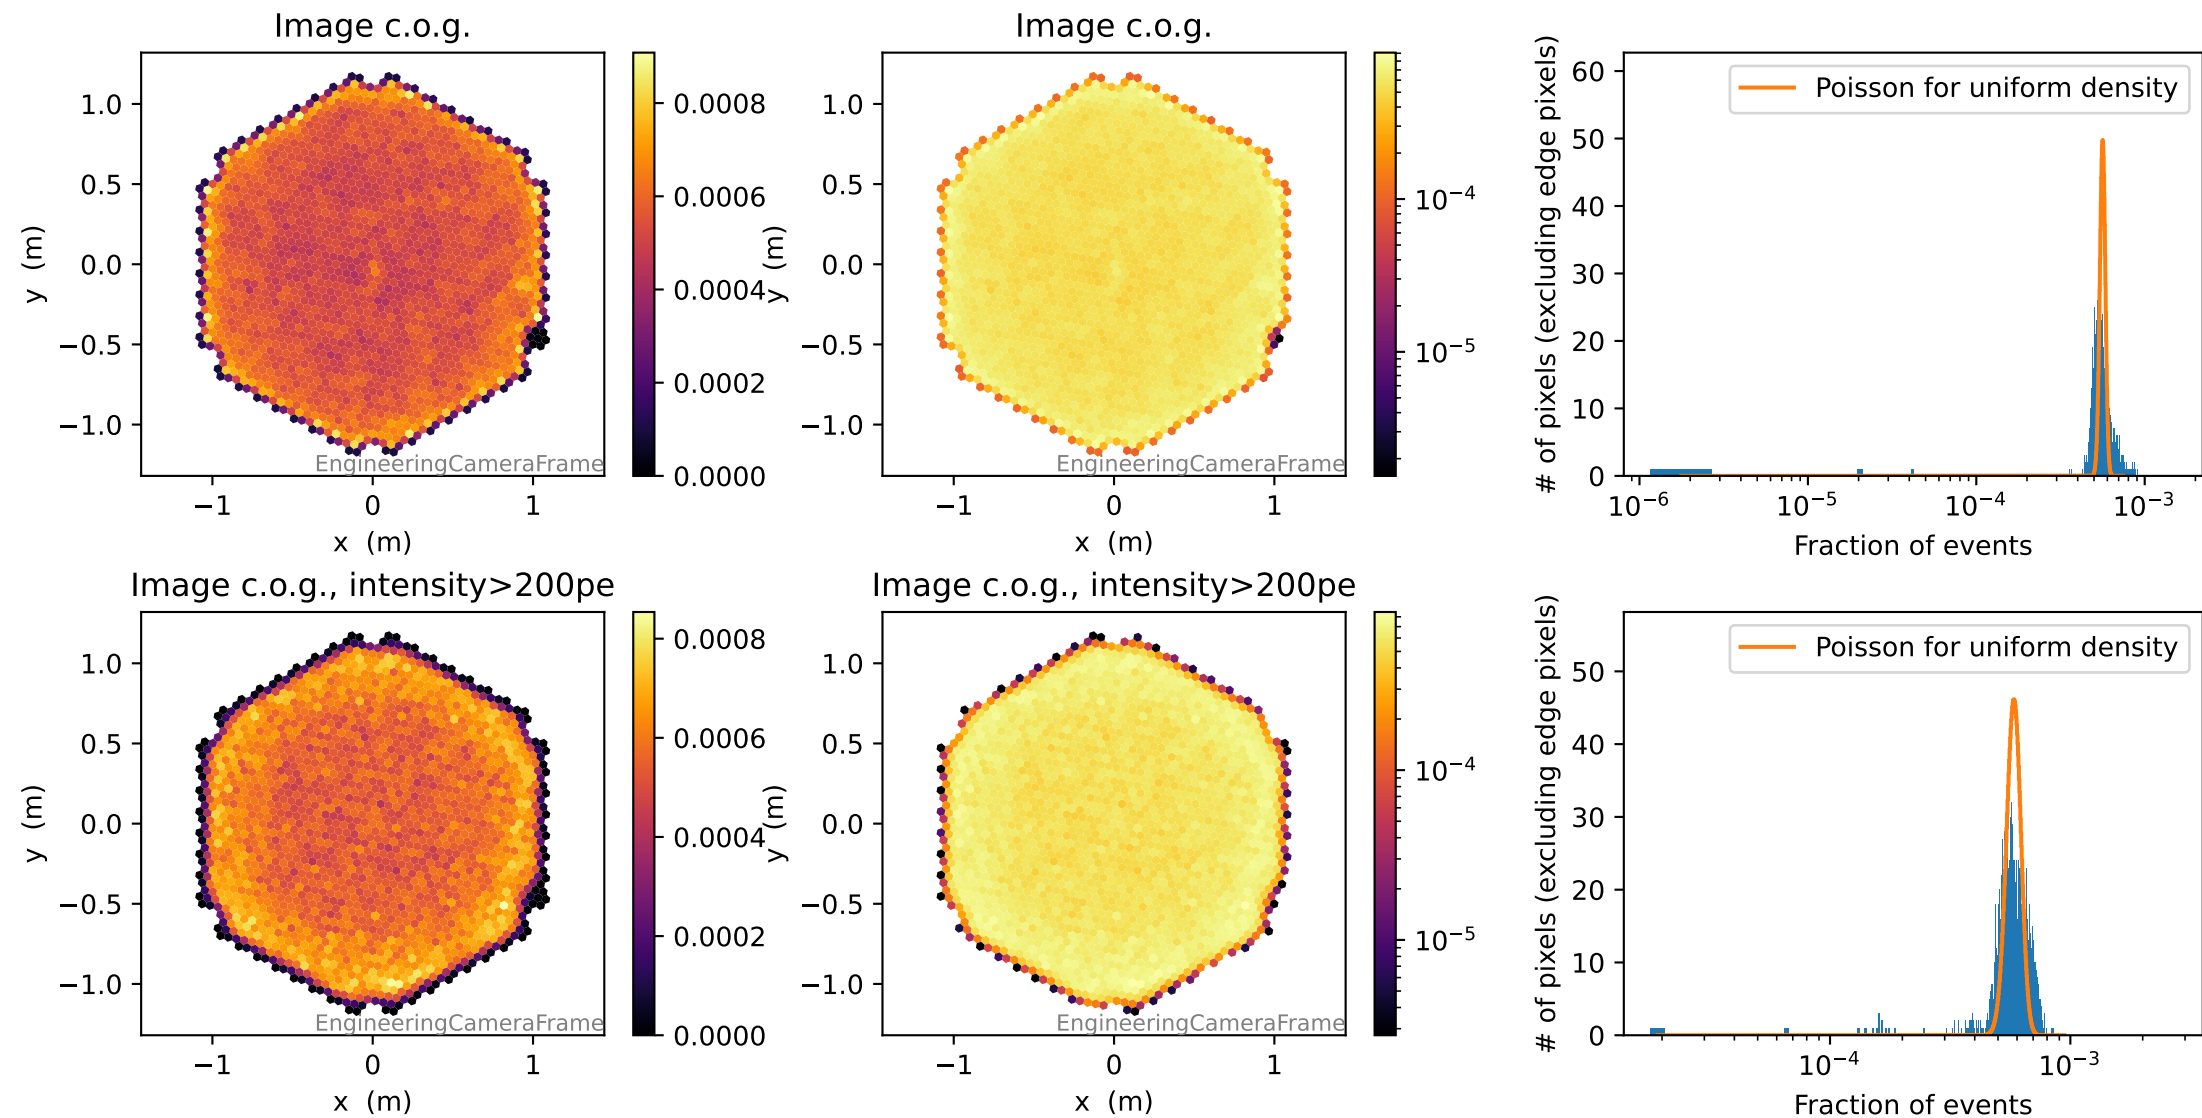 Image c.o.g.
y (m)
1.0
0.5
0.0
−0.5
−1.0
−1
0
1
x (m)
EngineeringCameraFrame
0.0008
0.0006
0.0004
0.0002
0.0000
Image c.o.g.
y (m)
1.0
0.5
0.0
−0.5
−1.0
−1
0
1
x (m)
EngineeringCameraFrame
10−4
10−5
# of pixels (excluding edge pixels)
60
50
40
30
20
10
0
Poisson for uniform density
10−6
10−5
10−4
10−3
Fraction of events
Image c.o.g., intensity>200pe
y (m)
1.0
0.5
0.0
−0.5
−1.0
−1
0
1
x (m)
EngineeringCameraFrame
0.0008
0.0006
0.0004
0.0002
0.0000
Image c.o.g., intensity>200pe
y (m)
1.0
0.5
0.0
−0.5
−1.0
−1
0
1
x (m)
EngineeringCameraFrame
10−4
10−5
# of pixels (excluding edge pixels)
50
40
30
20
10
0
Poisson for uniform density
10−4
10−3
Fraction of events